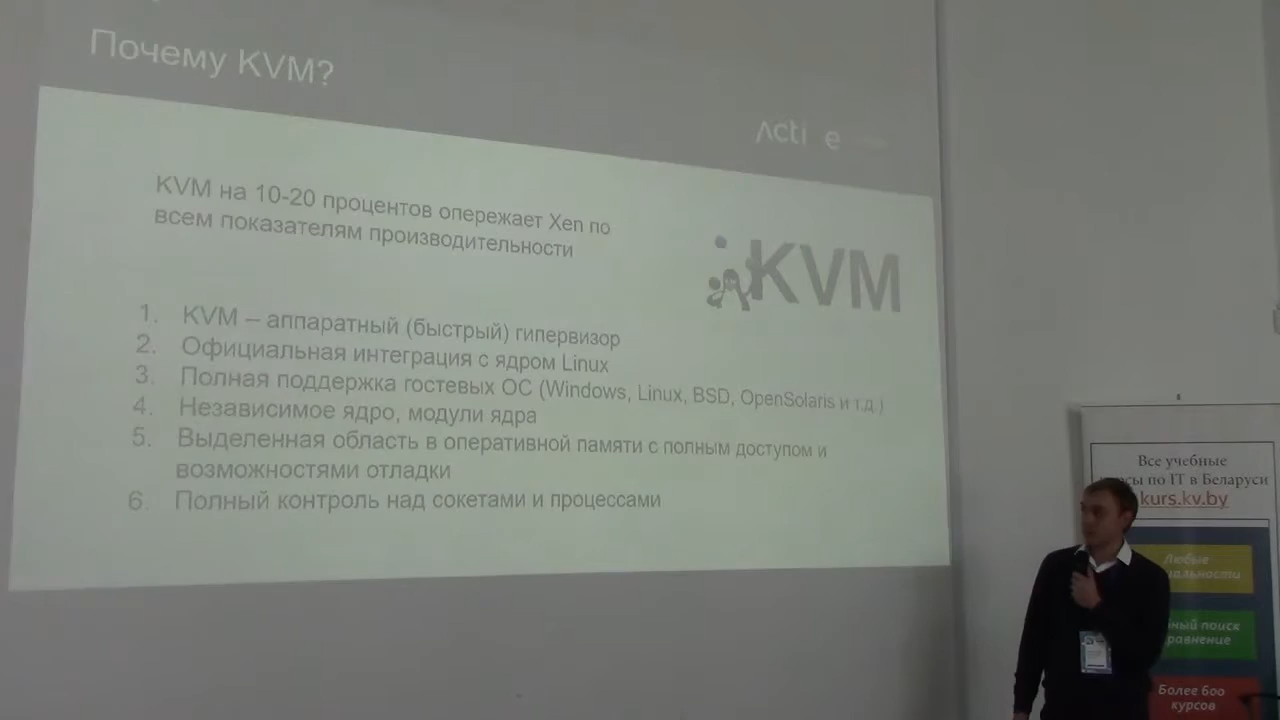 Почему KVM?
Acti e
KVM на 10-20 процентов опережает Xen по
всем показателям производительности
KVM
1. KVM – аппаратный (быстрый) гипервизор
2. Официальная интеграция с ядром Linux
3. Полная поддержка гостевых ОС (Windows, Linux, BSD, OpenSolaris и т.д.)
4. Независимое ядро, модули ядра
5. Выделенная область в оперативной памяти с полным доступом и
возможностями отладки
6. Полный контроль над сокетами и процессами
Все учебные
сы по IT в Беларуси
kurs.kv.by
Любые
альности
ный поиск
равнение
Более 600
курсов